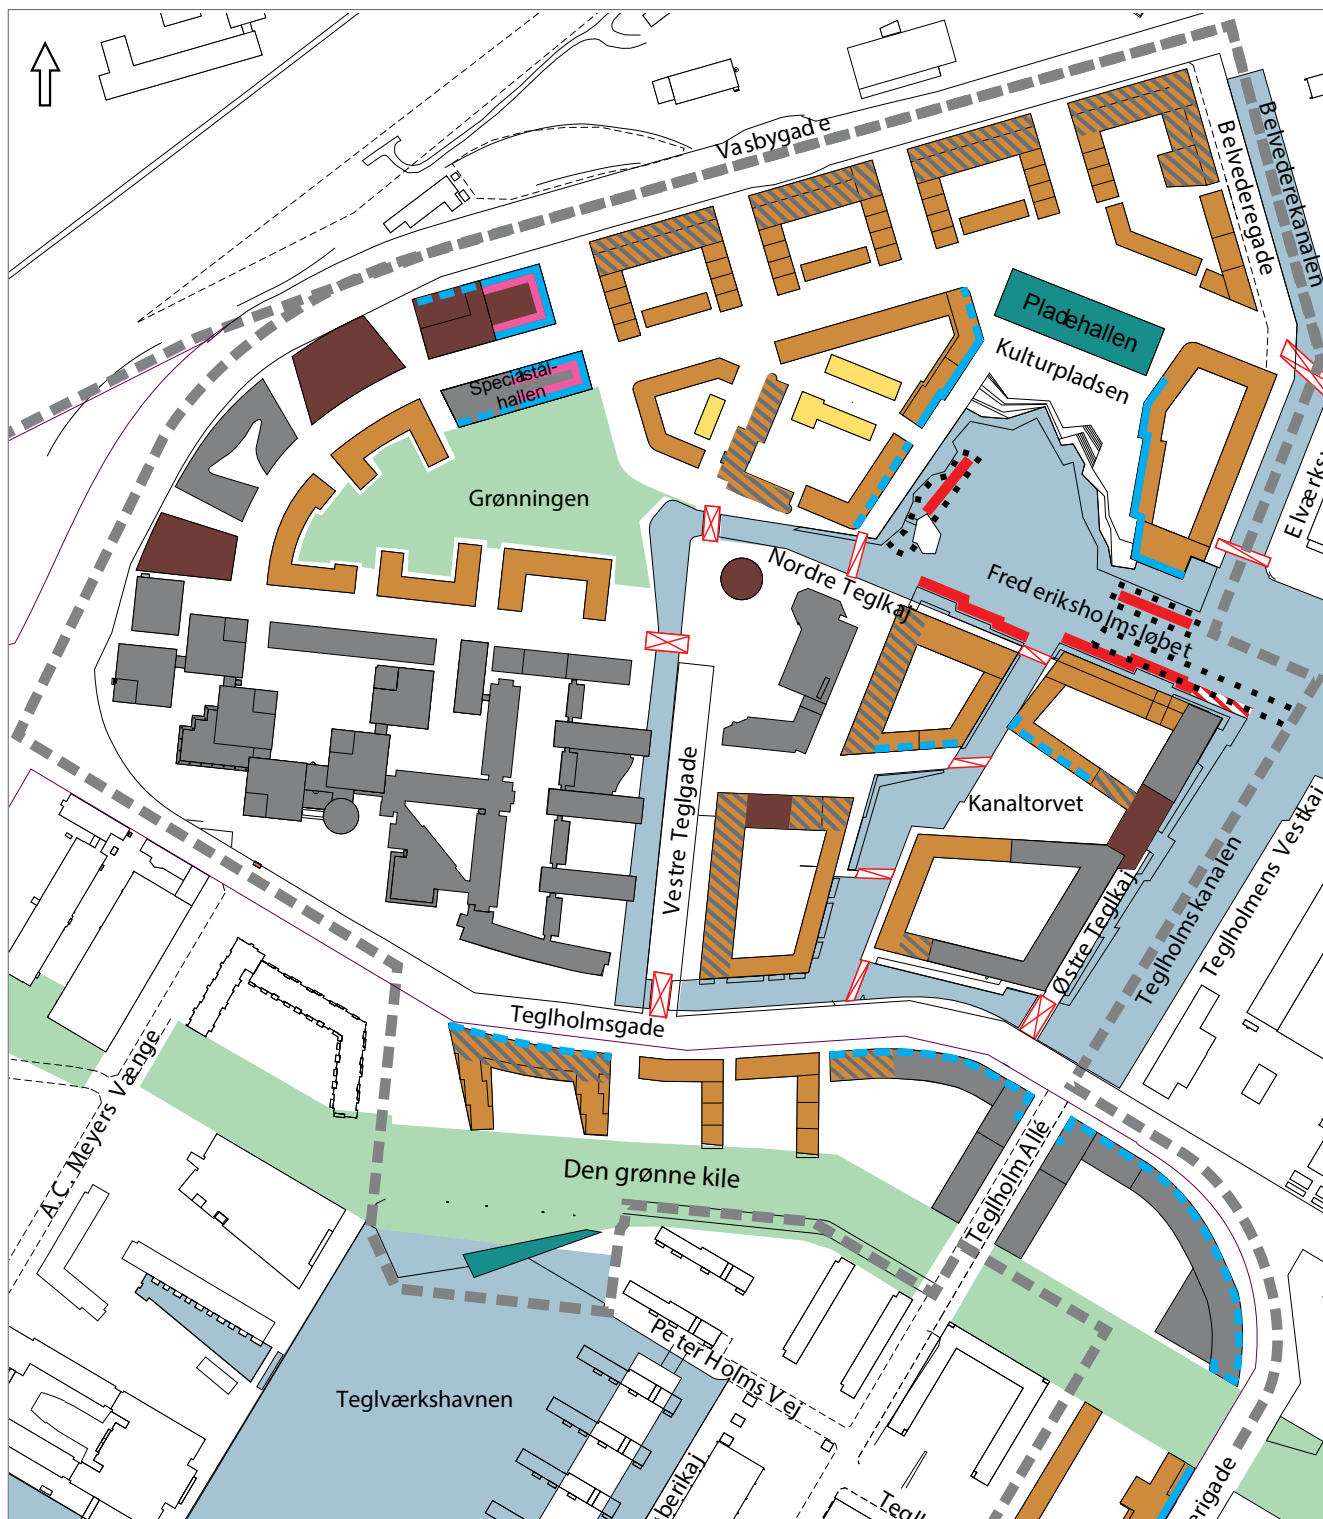 Vasbygade
Belvederekanalen
Belvederegade
Pladehallen
Kulturpladsen
Specialstål-
hallen
Grønningen
Nordre Teglkaj
Frederiksholmsløbet
Vestre Teglgade
Kanaltorvet
Østre Teglkaj
Teglholmskanalen
Teglholmens Vestkaj
Teglholmsgade
A.C. Meyers Vænge
Den grønne kile
Teglholm Allé
Peter Holms Vej
Teglværkshavnen